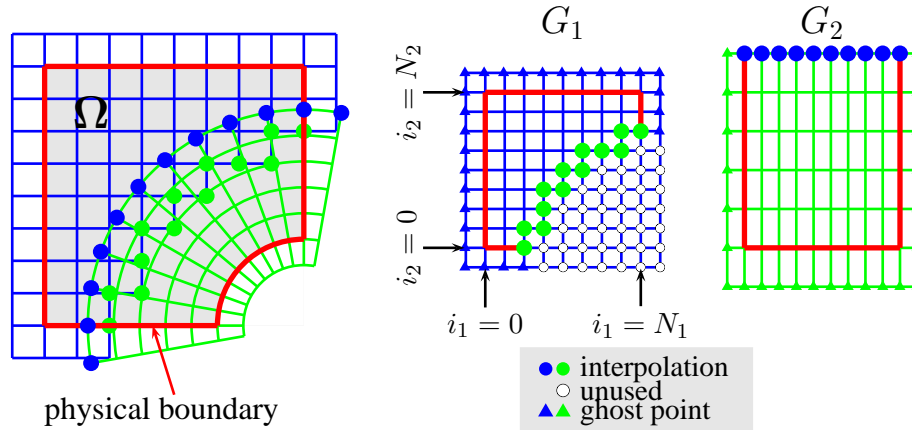 Ω
physical boundary
G₁
i₂ = N₂
i₂ = 0
i₁ = 0
i₁ = N₁
G₂
interpolation
unused
ghost point